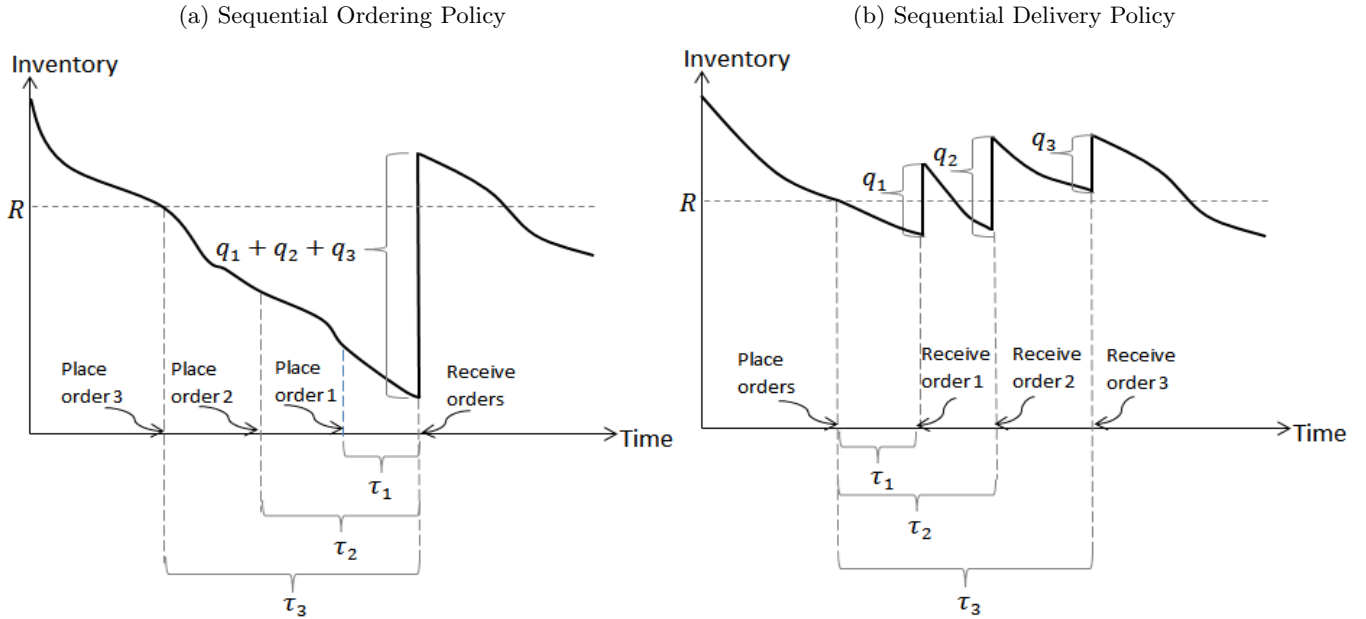 (a) Sequential Ordering Policy
Inventory
R
q₁ + q₂ + q₃
Place
order 3
Place
order 2
Place
order 1
Receive
orders
Time
τ₁
τ₂
τ₃
(b) Sequential Delivery Policy
Inventory
R
q₁
q₂
q₃
Place
orders
Receive
order 1
Receive
order 2
Receive
order 3
Time
τ₁
τ₂
τ₃